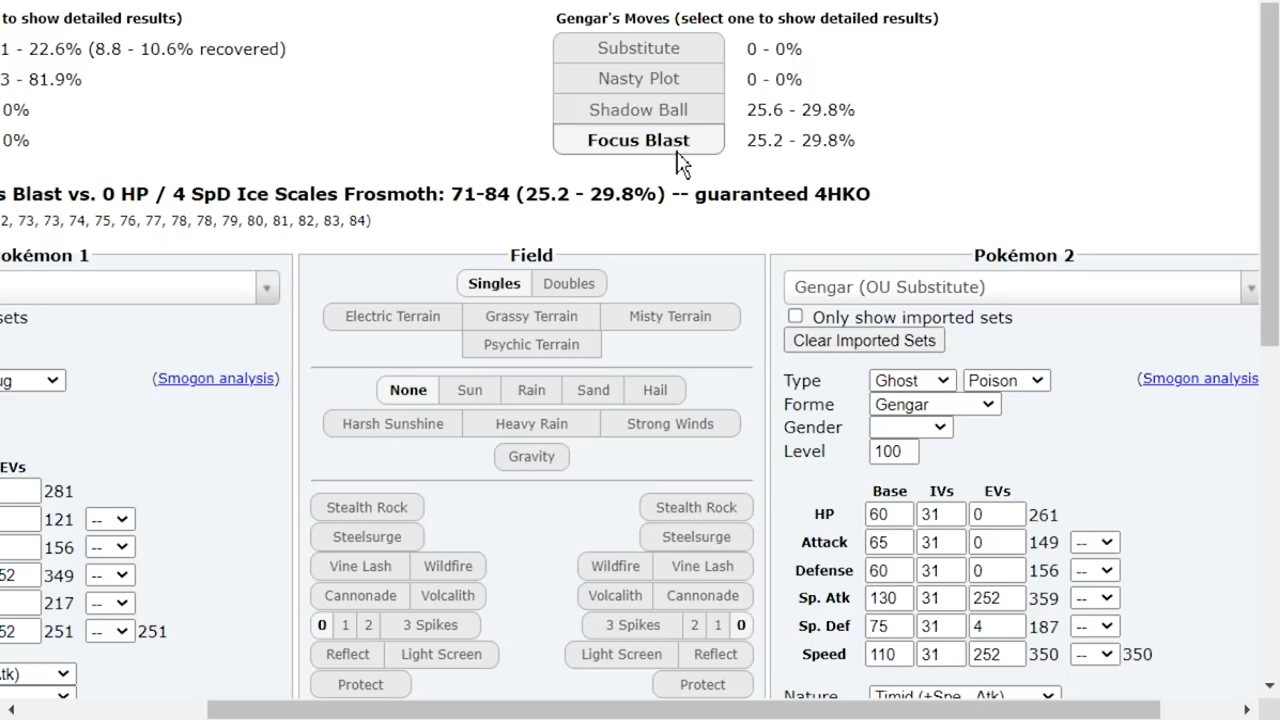 to show detailed results)
Gengar's Moves (select one to show detailed results)
1 - 22.6% (8.8 - 10.6% recovered)
Substitute 0 - 0%
3 - 81.9%
Nasty Plot 0 - 0%
0%
Shadow Ball 25.6 - 29.8%
0%
Focus Blast 25.2 - 29.8%
s Blast vs. 0 HP / 4 SpD Ice Scales Frosmoth: 71-84 (25.2 - 29.8%) -- guaranteed 4HKO
2, 73, 73, 74, 75, 76, 77, 78, 78, 79, 80, 81, 82, 83, 84)
okémon 1
Field
Pokémon 2
Singles Doubles
Gengar (OU Substitute)
Electric Terrain Grassy Terrain Misty Terrain
sets
Only show imported sets
Psychic Terrain
Clear Imported Sets
ug
(Smogon analysis)
None Sun Rain Sand Hail
Type Ghost Poison
(Smogon analysis
Forme Gengar
Harsh Sunshine Heavy Rain Strong Winds
Gender
Gravity
Level 100
EVs
Base IVs EVs
281
Stealth Rock Stealth Rock
HP 60 31 0 261
121 --
Steelsurge Steelsurge
Attack 65 31 0 149 --
156 --
Vine Lash Wildfire Wildfire Vine Lash
Defense 60 31 0 156 --
52 349 --
Cannonade Volcalith Volcalith Cannonade
Sp. Atk 130 31 252 359 --
217 --
0 1 2 3 Spikes 3 Spikes 2 1 0
Sp. Def 75 31 4 187 --
52 251 -- 251
Reflect Light Screen Light Screen Reflect
Speed 110 31 252 350 -- 350
tk)
Protect Protect
Nature Timid (+Spe, -Atk)